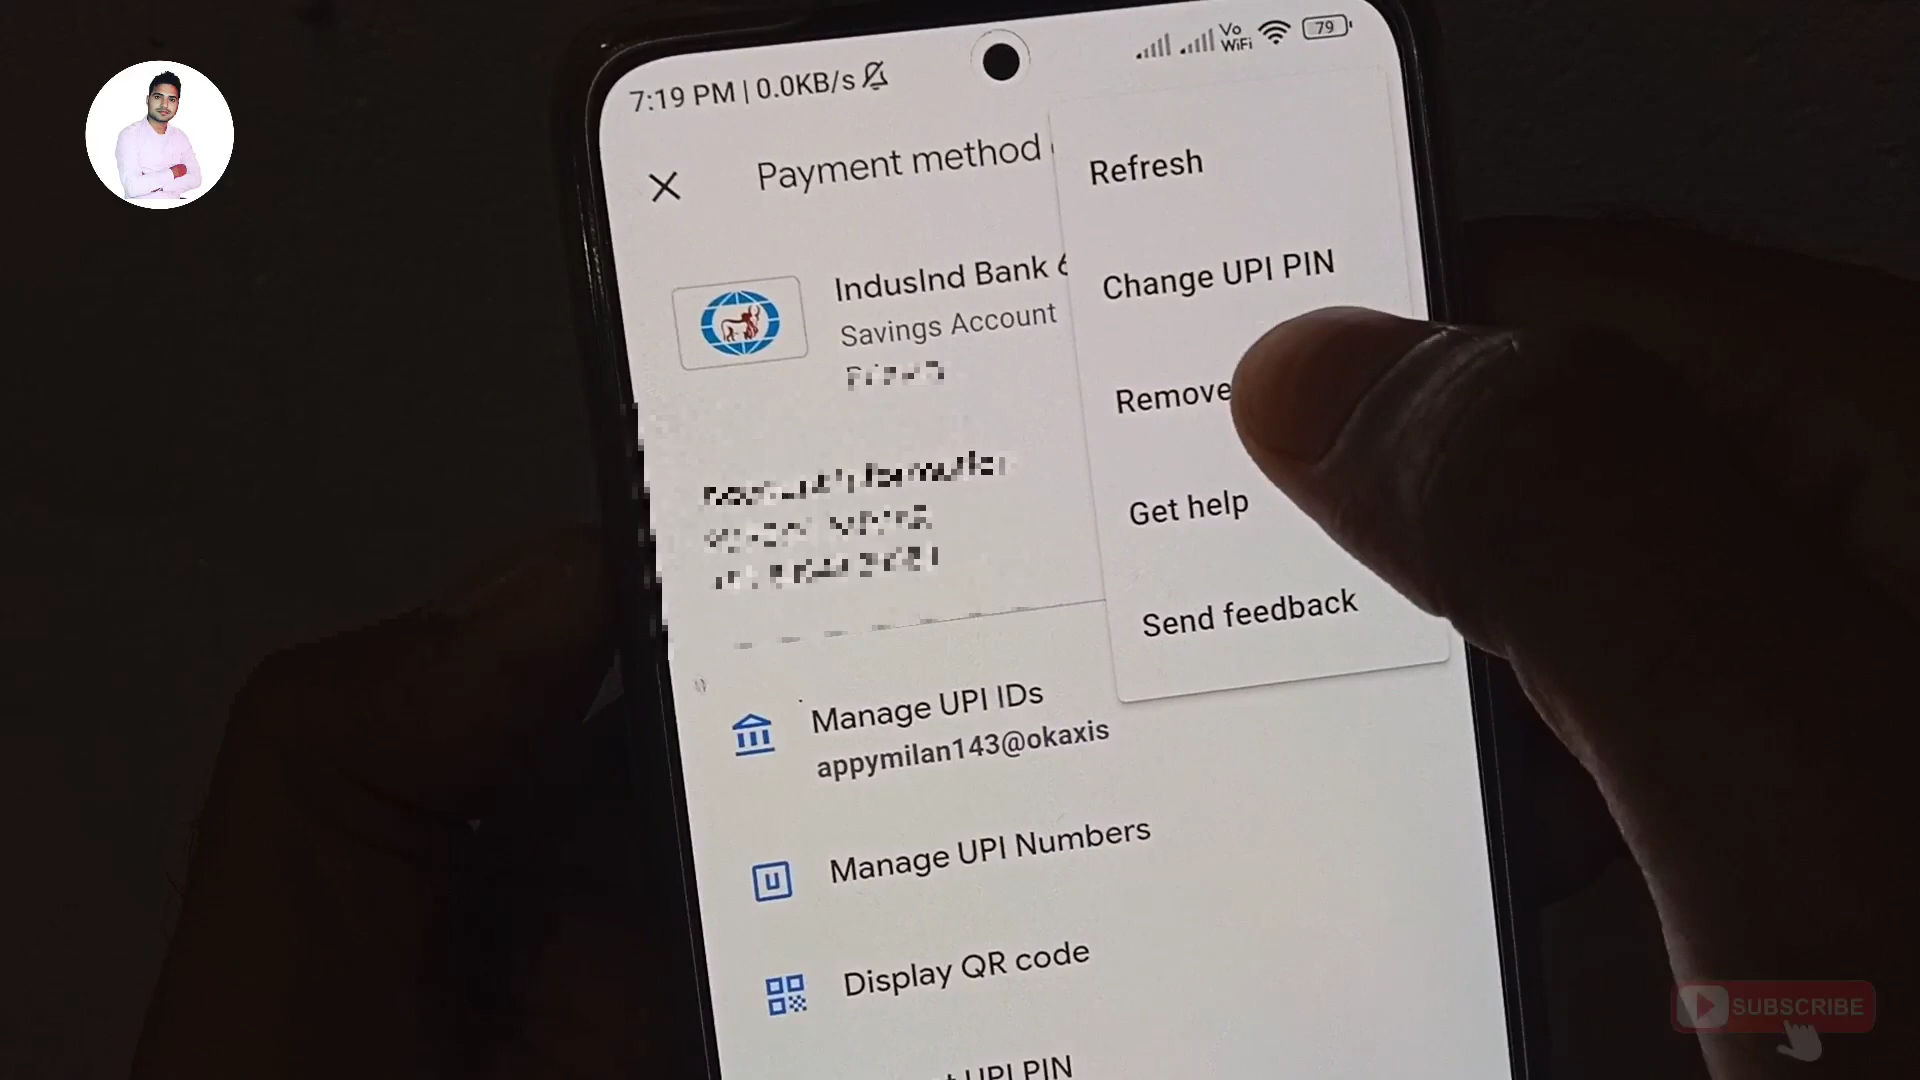 7:19 PM | 0.0KB/s
Vo
WiFi
79
Payment method
Refresh
Change UPI PIN
Remove
Get help
Send feedback
IndusInd Bank
Savings Account
Manage UPI IDs
appymilan143@okaxis
Manage UPI Numbers
Display QR code
UPI PIN
SUBSCRIBE